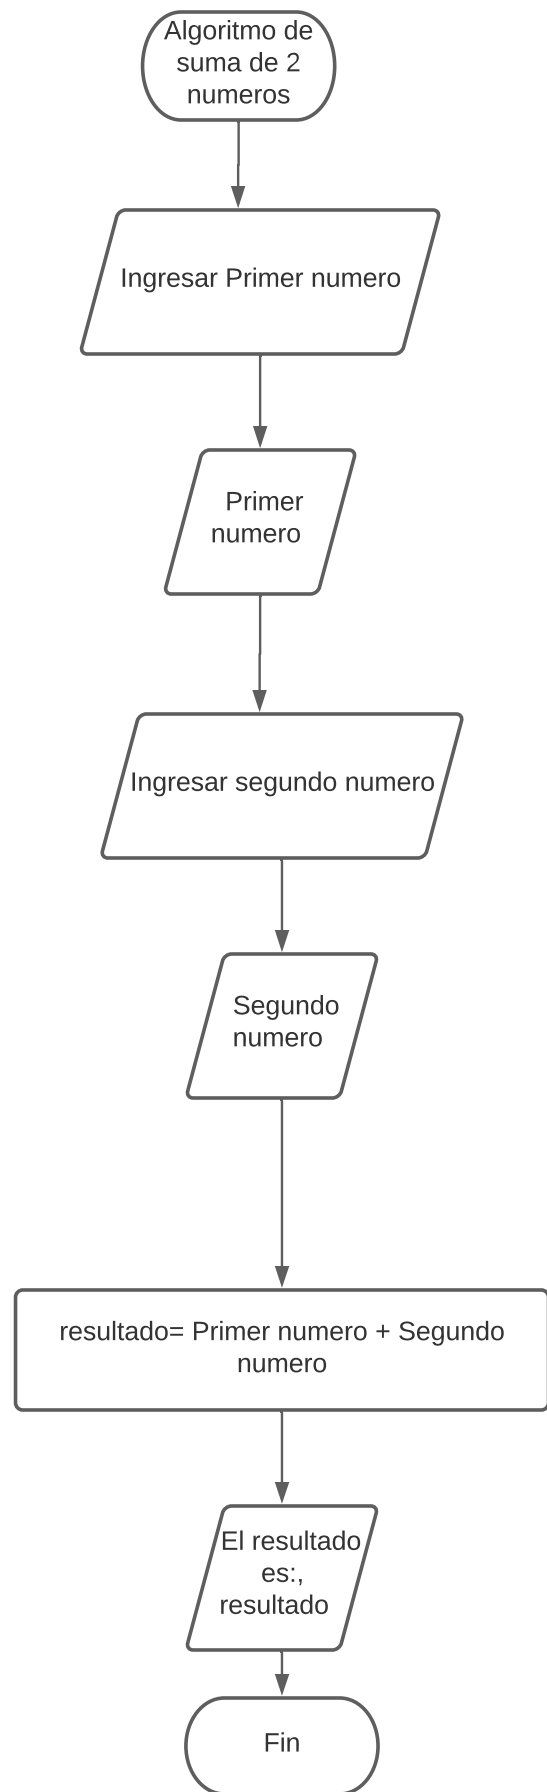 Algoritmo de
suma de 2
numeros
Ingresar Primer numero
Primer
numero
Ingresar segundo numero
Segundo
numero
resultado= Primer numero + Segundo
numero
El resultado
es:,
resultado
Fin